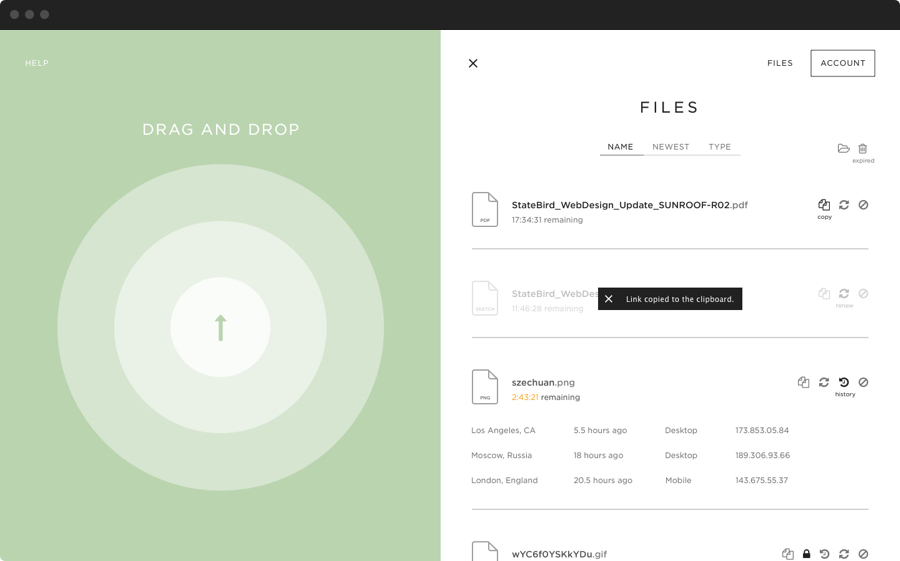 HELP
FILES
ACCOUNT
DRAG AND DROP
FILES
NAME NEWEST TYPE
expired
StateBird_WebDesign_Update_SUNROOF-R02.pdf
PDF
17:34:31 remaining
copy
StateBird_WebDes
Link copied to the clipboard.
SKETCH
11:46:28 remaining
renew
szechuan.png
PNG
2:43:21 remaining
history
Los Angeles, CA 5.5 hours ago Desktop 173.853.05.84
Moscow, Russia 18 hours ago Desktop 189.306.93.66
London, England 20.5 hours ago Mobile 143.675.55.37
wYC6f0YSKkYDu.gif